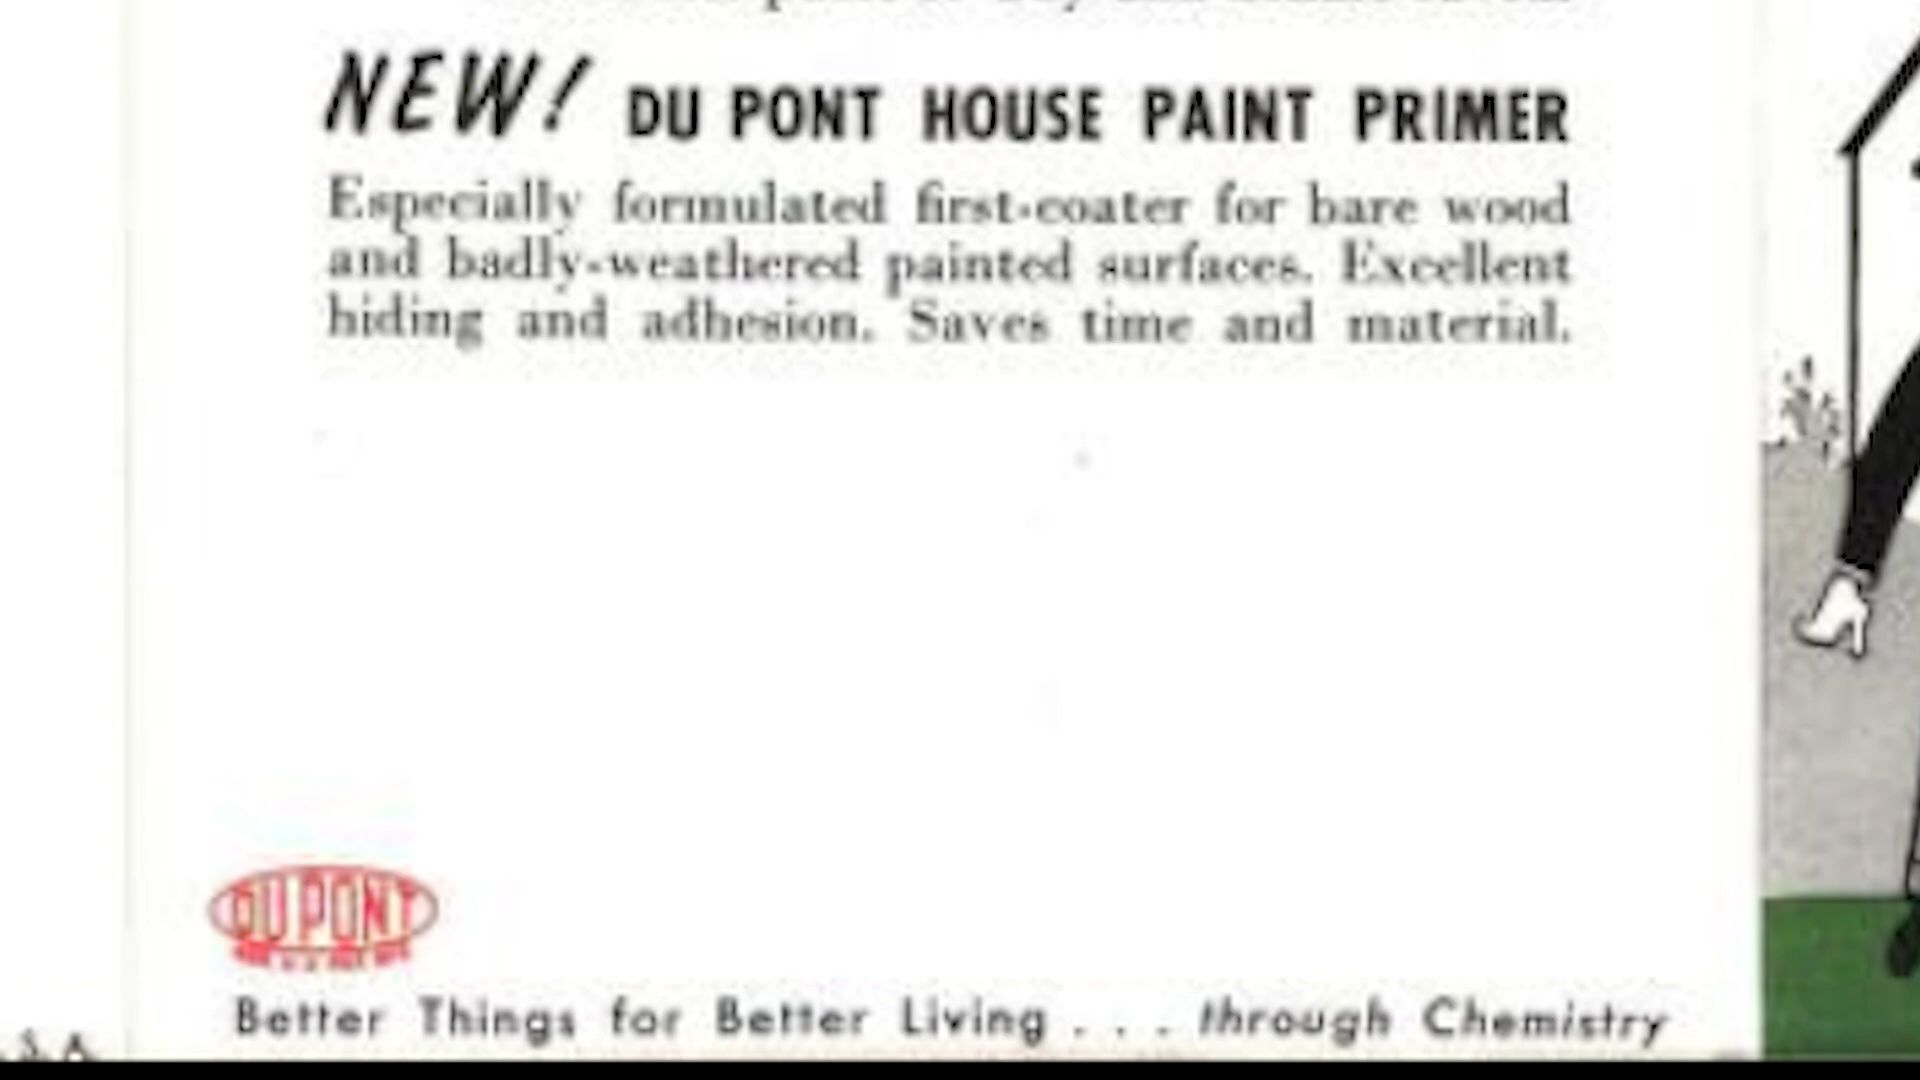 NEW! DU PONT HOUSE PAINT PRIMER
Especially formulated first-coater for bare wood
and badly-weathered painted surfaces. Excellent
hiding and adhesion. Saves time and material.
DU PONT
Better Things for Better Living . . . through Chemistry